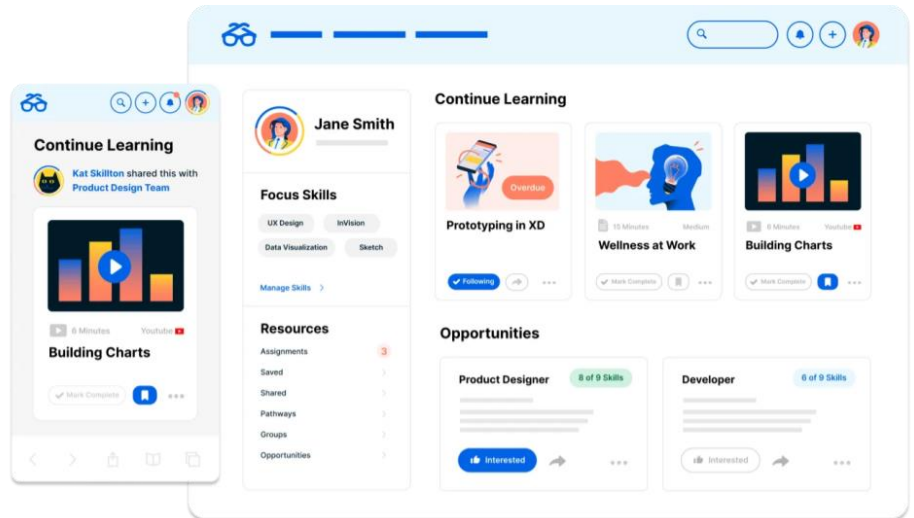 Continue Learning
Kat Skillton shared this with
Product Design Team
6 Minutes Youtube
Building Charts
Mark Complete
Jane Smith
Focus Skills
UX Design InVision
Data Visualization Sketch
Manage Skills
Resources
Assignments 3
Saved
Shared
Pathways
Groups
Opportunities
Continue Learning
Overdue
Prototyping in XD
Following
15 Minutes Medium
Wellness at Work
Mark Complete
6 Minutes Youtube
Building Charts
Mark Complete
Opportunities
Product Designer 8 of 9 Skills
Interested
Developer 6 of 9 Skills
Interested